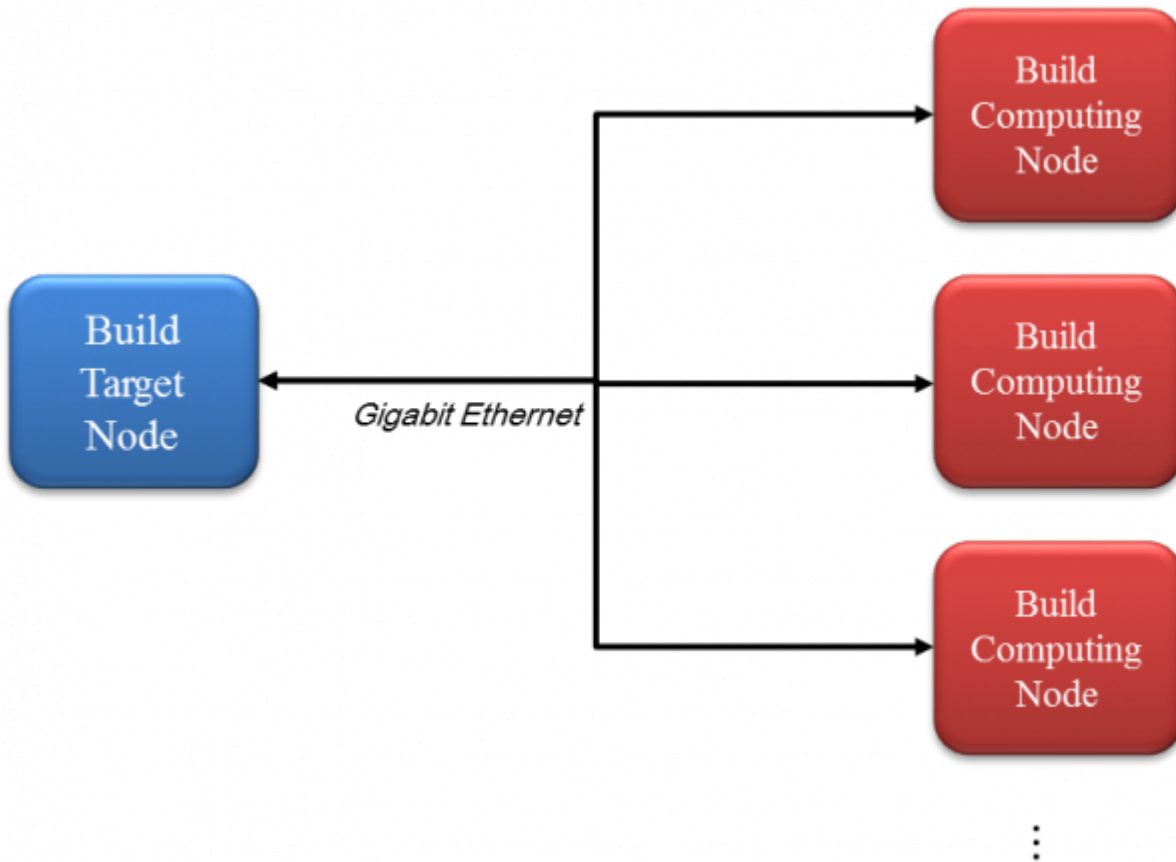 Build
Computing
Node
Build
Target
Node
Gigabit Ethernet
Build
Computing
Node
Build
Computing
Node
⋮